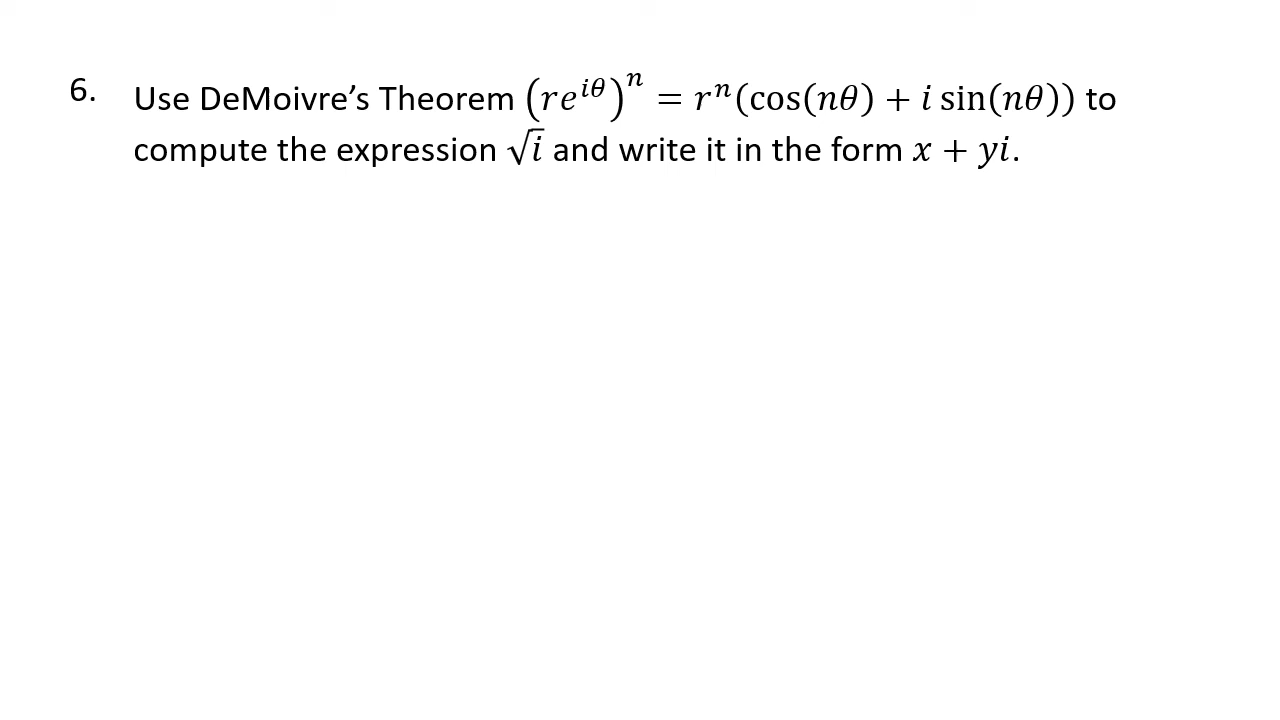 6. Use DeMoivre’s Theorem (re^{iθ})^n = r^n(cos(nθ) + i sin(nθ)) to
compute the expression √i and write it in the form x + yi.